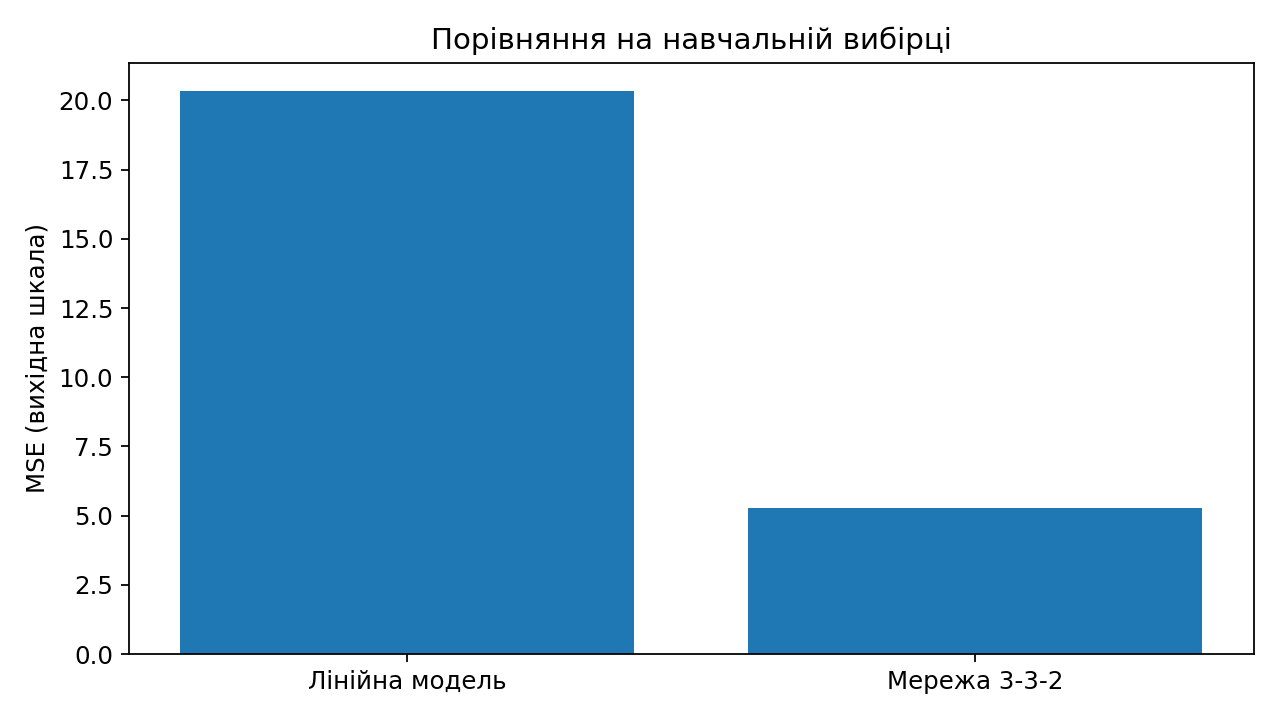 Порівняння на навчальній вибірці
MSE (вихідна шкала)
20.0
17.5
15.0
12.5
10.0
7.5
5.0
2.5
0.0
Лінійна модель
Мережа 3-3-2